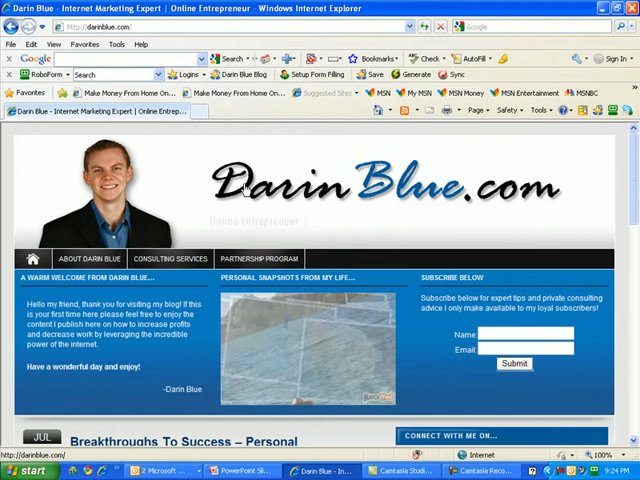 Darin Blue - Internet Marketing Expert | Online Entrepreneur - Windows Internet Explorer
http://darinblue.com/
Google
File Edit View Favorites Tools Help
Google Search Bookmarks Check AutoFill Sign In
RoboForm Search Logins Darin Blue Blog Setup Form Filling Save Generate Sync
Favorites Make Money From Home On... Make Money From Home On... Suggested Sites MSN My MSN MSN Money MSN Entertainment MSNBC
Darin Blue - Internet Marketing Expert | Online Entrep... Page Safety Tools
DarinBlue.com
Online Entrepreneur |
ABOUT DARIN BLUE CONSULTING SERVICES PARTNERSHIP PROGRAM
A WARM WELCOME FROM DARIN BLUE...
Hello my friend, thank you for visiting my blog! If this
is your first time here please feel free to enjoy the
content I publish here on how to increase profits
and decrease work by leveraging the incredible
power of the internet.
Have a wonderful day and enjoy!
-Darin Blue
PERSONAL SNAPSHOTS FROM MY LIFE...
SUBSCRIBE BELOW
Subscribe below for expert tips and private consulting
advice I only make available to my loyal subscribers!
Name:
Email:
Submit
JUL
Breakthroughs To Success – Personal
CONNECT WITH ME ON...
http://darinblue.com/ Internet 100%
start 2 Microsoft ... PowerPoint Sli... Darin Blue - In... Camtasia Studi... Camtasia Reco... 9:24 PM